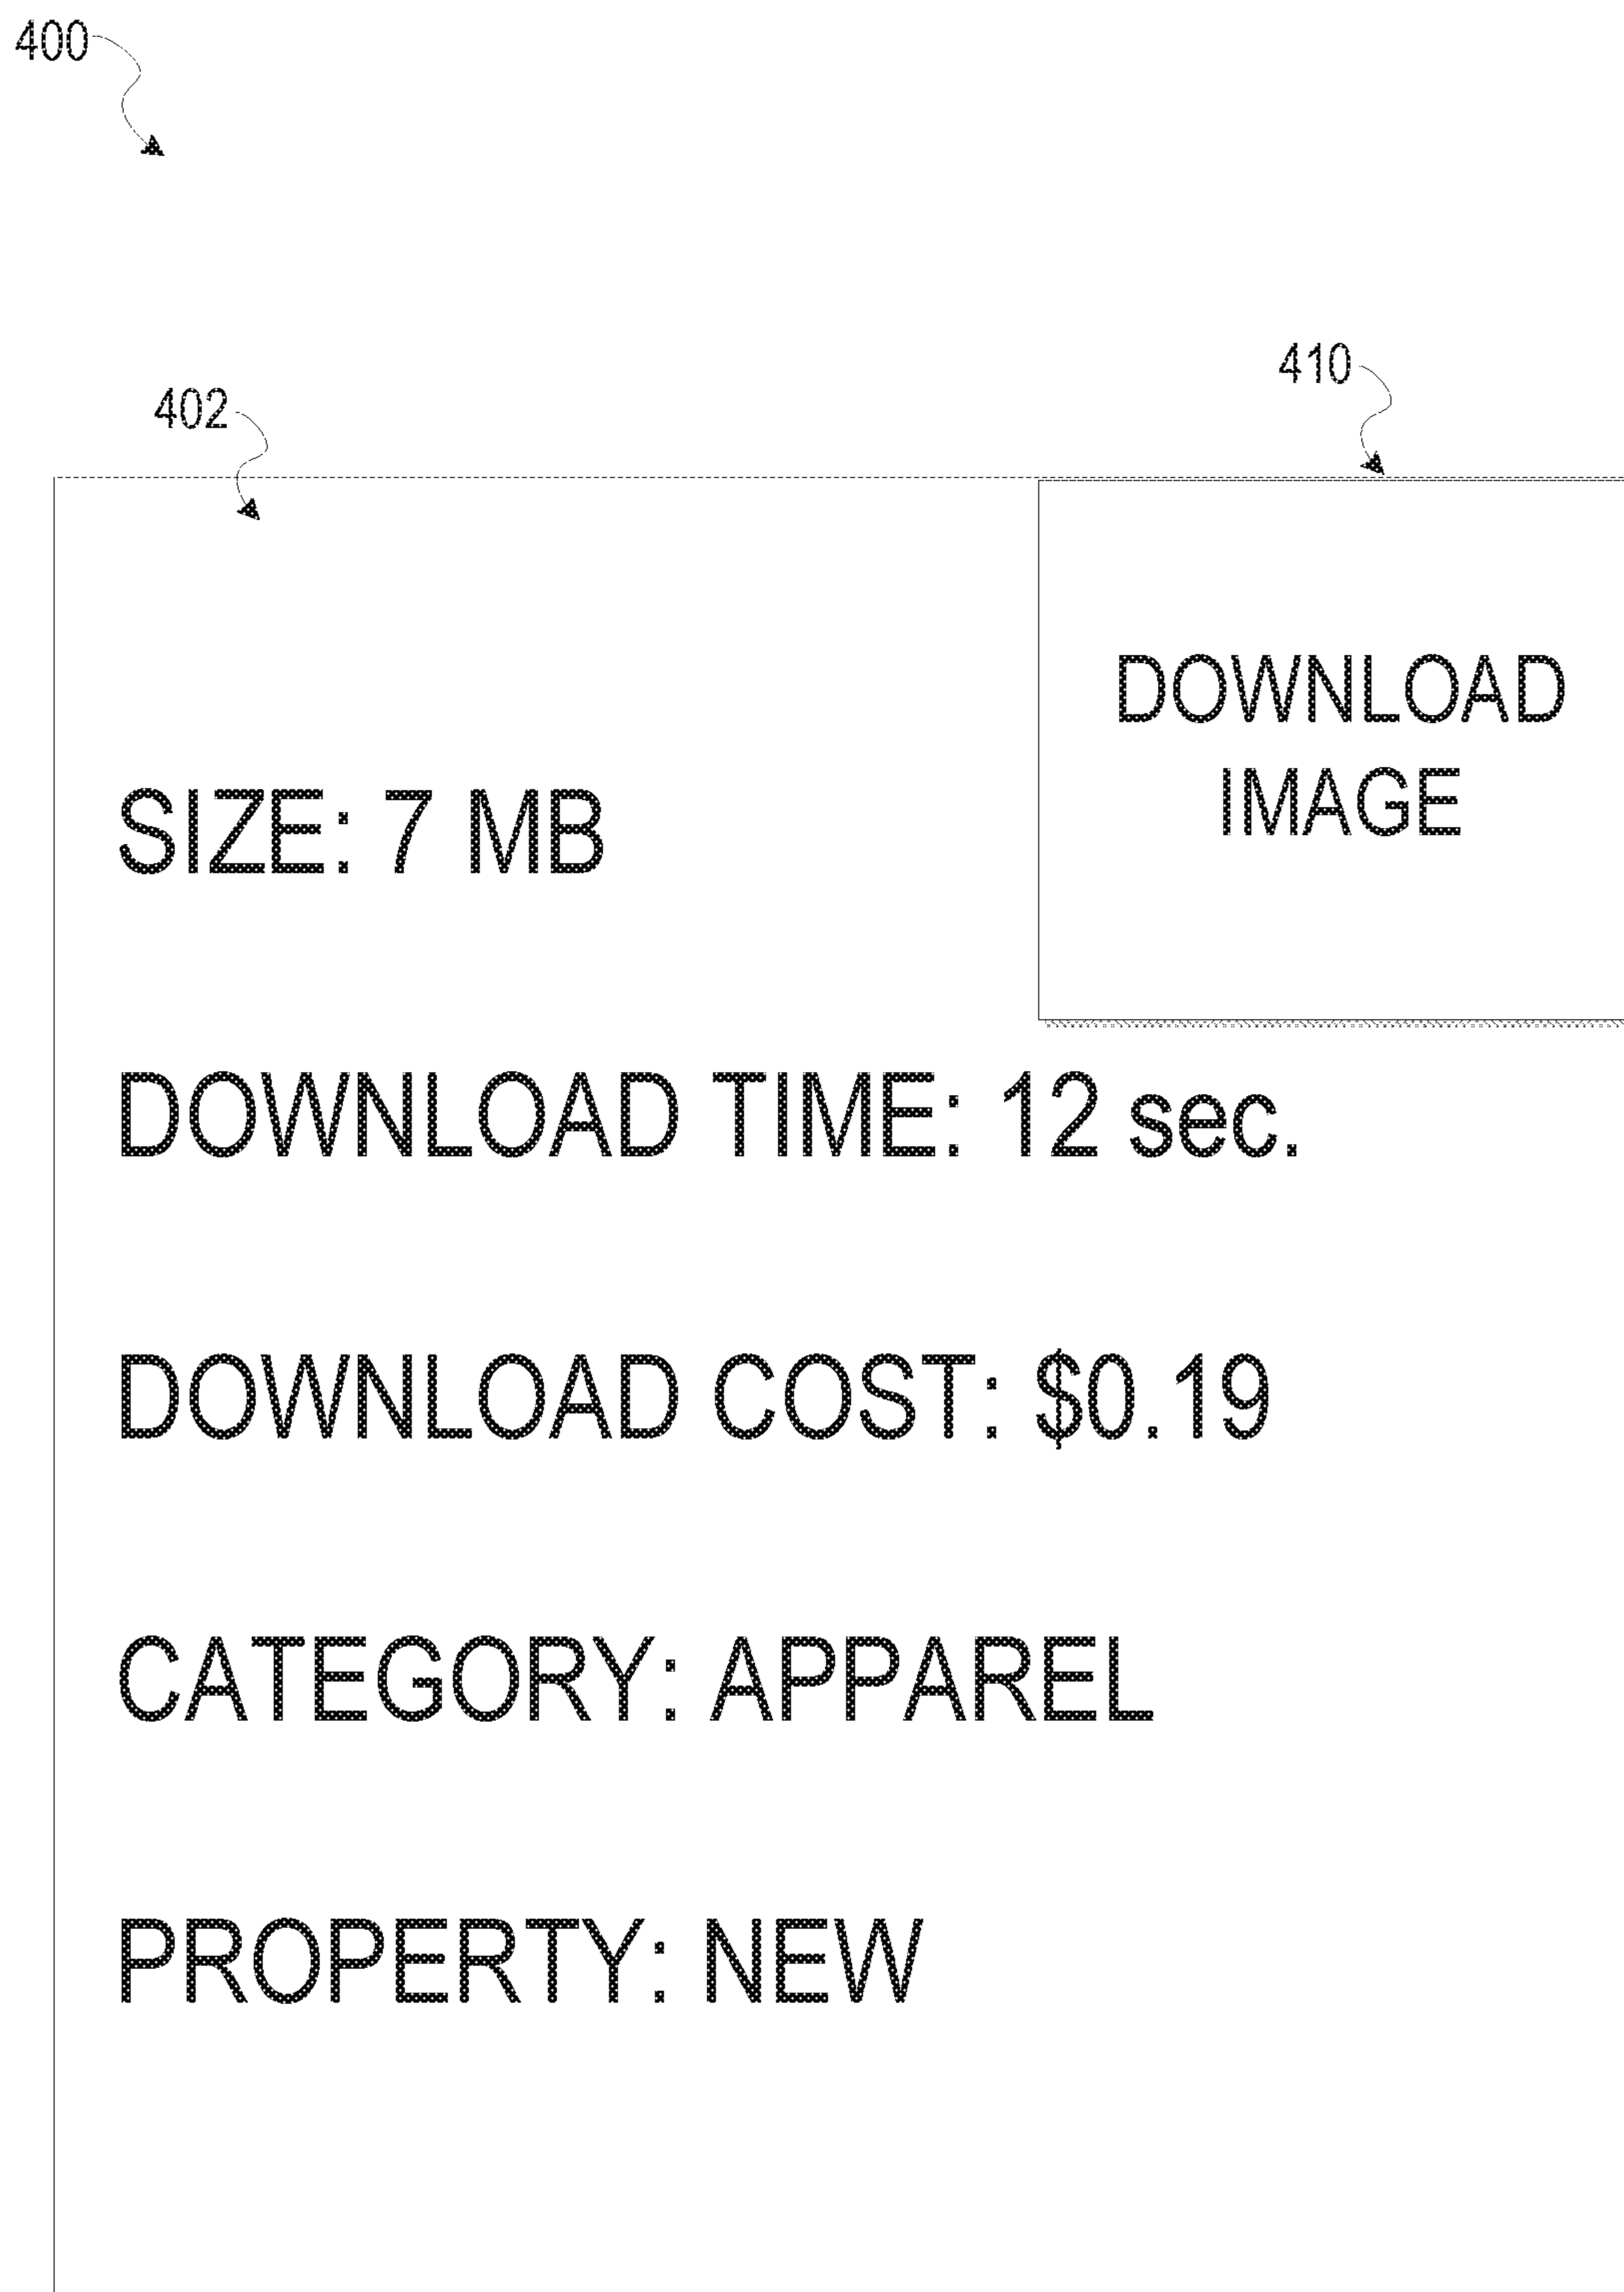 400
402
410
DOWNLOAD
IMAGE
SIZE: 7 MB
DOWNLOAD TIME: 12 sec.
DOWNLOAD COST: $0.19
CATEGORY: APPAREL
PROPERTY: NEW